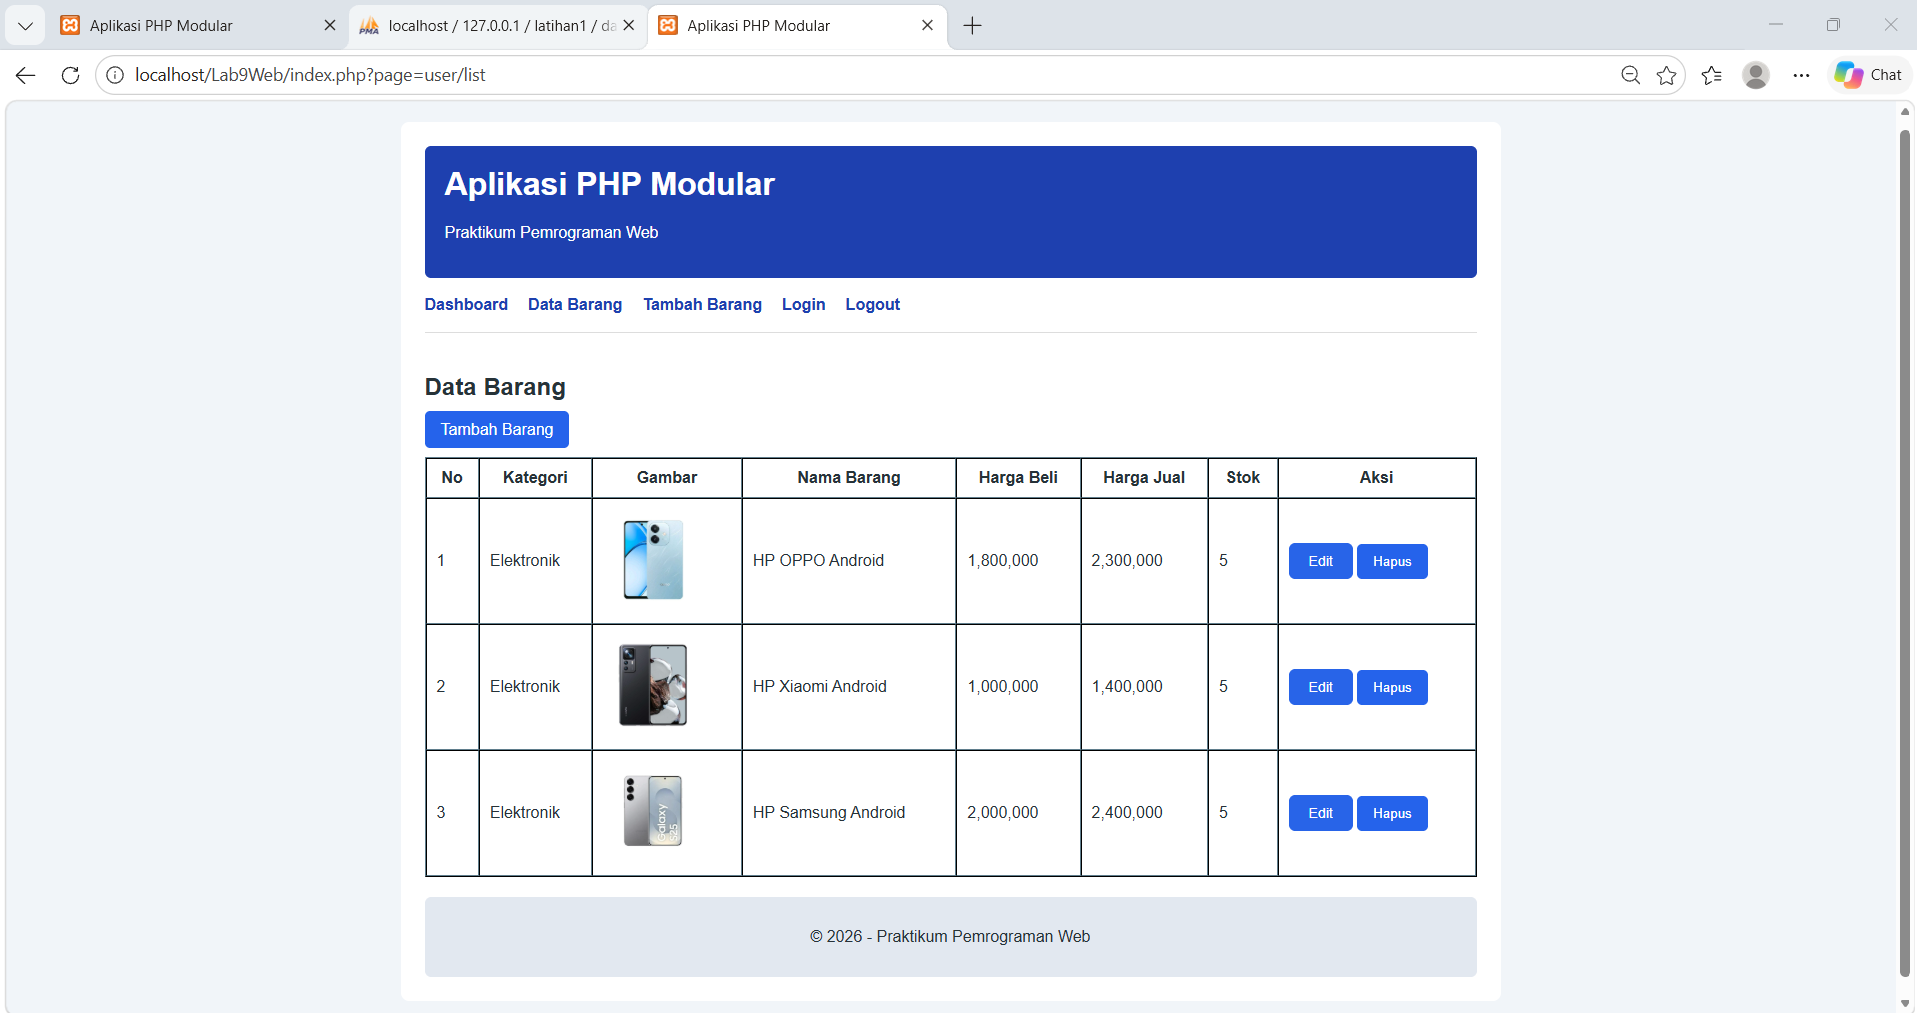 Aplikasi PHP Modular
localhost / 127.0.0.1 / latihan1 / da
Aplikasi PHP Modular
localhost/Lab9Web/index.php?page=user/list
Chat
Aplikasi PHP Modular
Praktikum Pemrograman Web
Dashboard Data Barang Tambah Barang Login Logout
Data Barang
Tambah Barang
No Kategori Gambar Nama Barang Harga Beli Harga Jual Stok Aksi
1 Elektronik HP OPPO Android 1,800,000 2,300,000 5 Edit Hapus
2 Elektronik HP Xiaomi Android 1,000,000 1,400,000 5 Edit Hapus
3 Elektronik Galaxy S25 HP Samsung Android 2,000,000 2,400,000 5 Edit Hapus
© 2026 - Praktikum Pemrograman Web